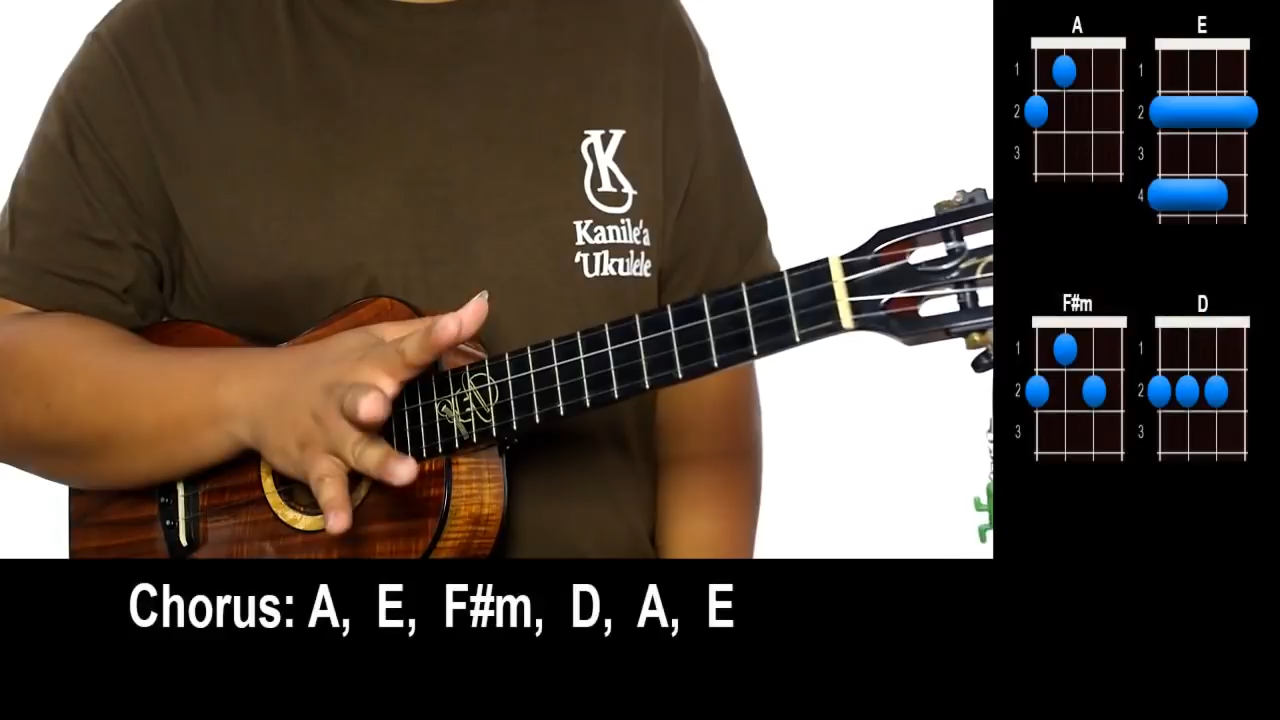 A E
1 1
2 2
3 3
4
K
Kanile'a
'Ukulele
F#m D
1 1
2 2
3 3
Chorus: A, E, F#m, D, A, E